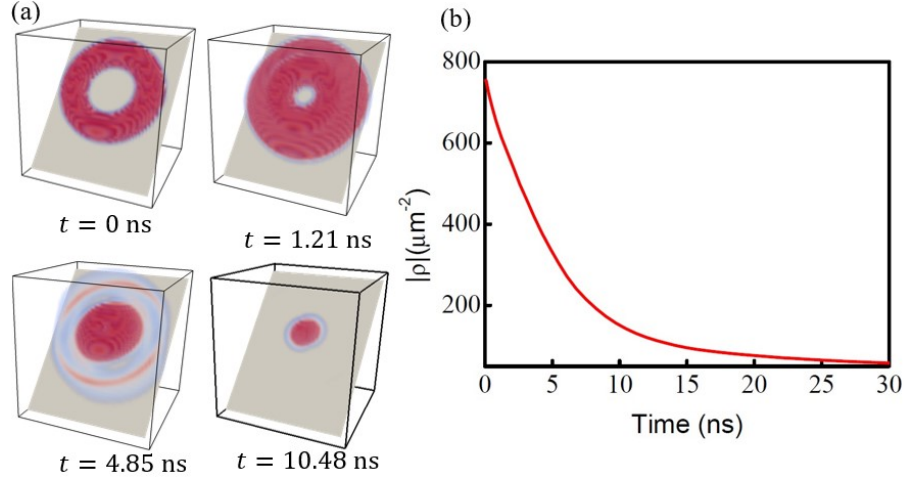 (a)
t = 0 ns
t = 1.21 ns
t = 4.85 ns
t = 10.48 ns
(b)
|ρ|(μm⁻²)
800
600
400
200
0 5 10 15 20 25 30
Time (ns)